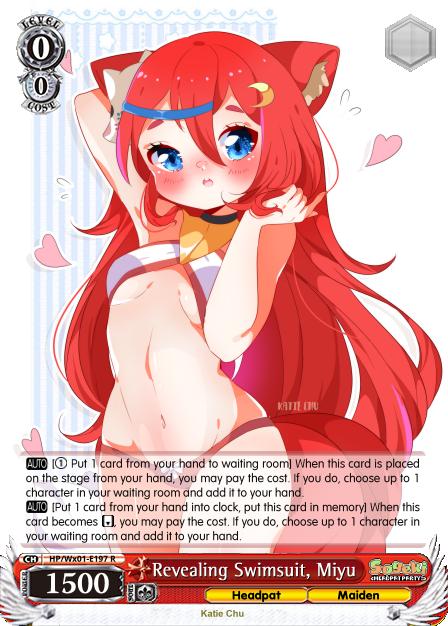 LEVEL
0
0
COST
KATIE CHU
AUTO [① Put 1 card from your hand to waiting room] When this card is placed
on the stage from your hand, you may pay the cost. If you do, choose up to 1
character in your waiting room and add it to your hand.
AUTO [Put 1 card from your hand into clock, put this card in memory] When this
card becomes [ ], you may pay the cost. If you do, choose up to 1 character in
your waiting room and add it to your hand.
CH HP/Wx01-E197 R
POWER 1500 SOUL
Revealing Swimsuit, Miyu
HEADPAT PARTY
Headpat Maiden
Katie Chu